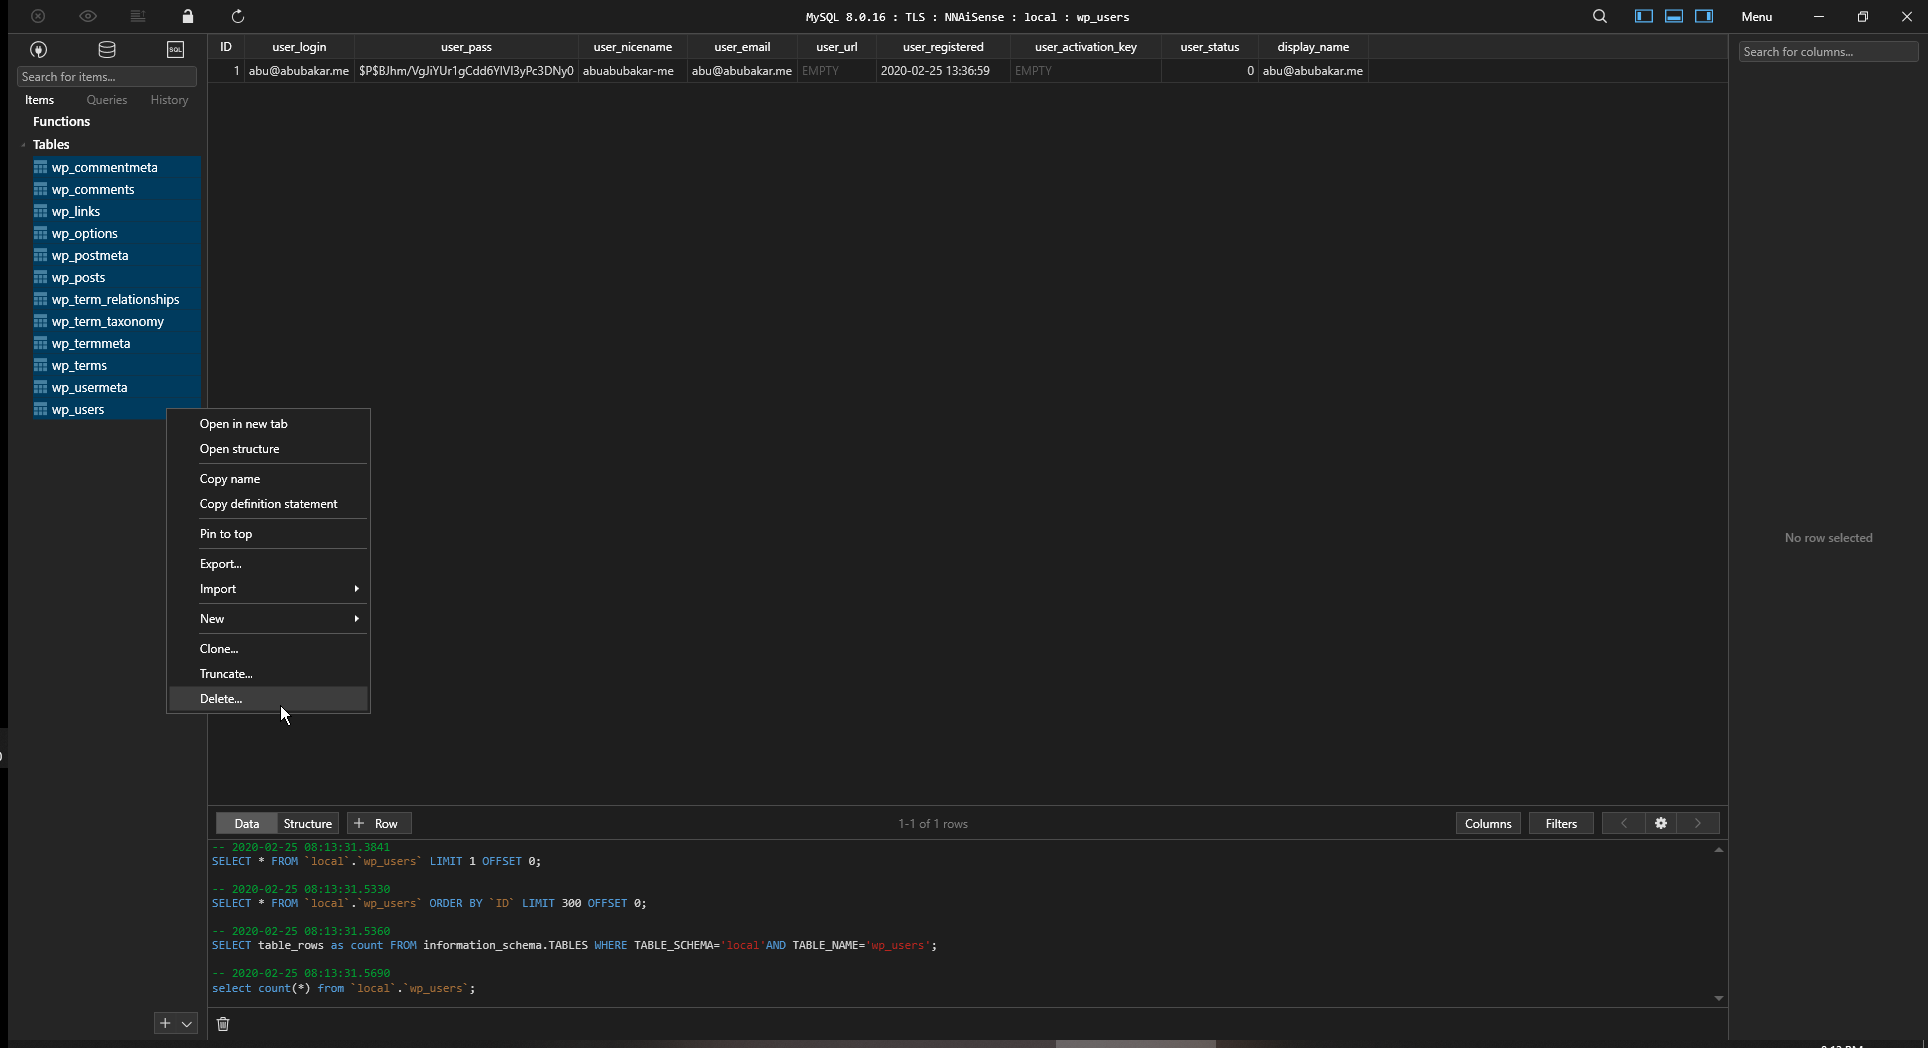 MySQL 8.0.16 : TLS : NNAiSense : local : wp_users
Menu
SQL
Search for items...
Items Queries History
Functions
Tables
wp_commentmeta
wp_comments
wp_links
wp_options
wp_postmeta
wp_posts
wp_term_relationships
wp_term_taxonomy
wp_termmeta
wp_terms
wp_usermeta
wp_users
ID user_login user_pass user_nicename user_email user_url user_registered user_activation_key user_status display_name
1 abu@abubakar.me $P$BJhm/VgJiYUr1gCdd6YlVI3yPc3DNy0 abuabubakar-me abu@abubakar.me EMPTY 2020-02-25 13:36:59 EMPTY 0 abu@abubakar.me
Search for columns...
No row selected
Open in new tab
Open structure
Copy name
Copy definition statement
Pin to top
Export...
Import
New
Clone...
Truncate...
Delete...
Data Structure + Row 1-1 of 1 rows Columns Filters
-- 2020-02-25 08:13:31.3841
SELECT * FROM `local`.`wp_users` LIMIT 1 OFFSET 0;
-- 2020-02-25 08:13:31.5330
SELECT * FROM `local`.`wp_users` ORDER BY `ID` LIMIT 300 OFFSET 0;
-- 2020-02-25 08:13:31.5360
SELECT table_rows as count FROM information_schema.TABLES WHERE TABLE_SCHEMA='local'AND TABLE_NAME='wp_users';
-- 2020-02-25 08:13:31.5690
select count(*) from `local`.`wp_users`;